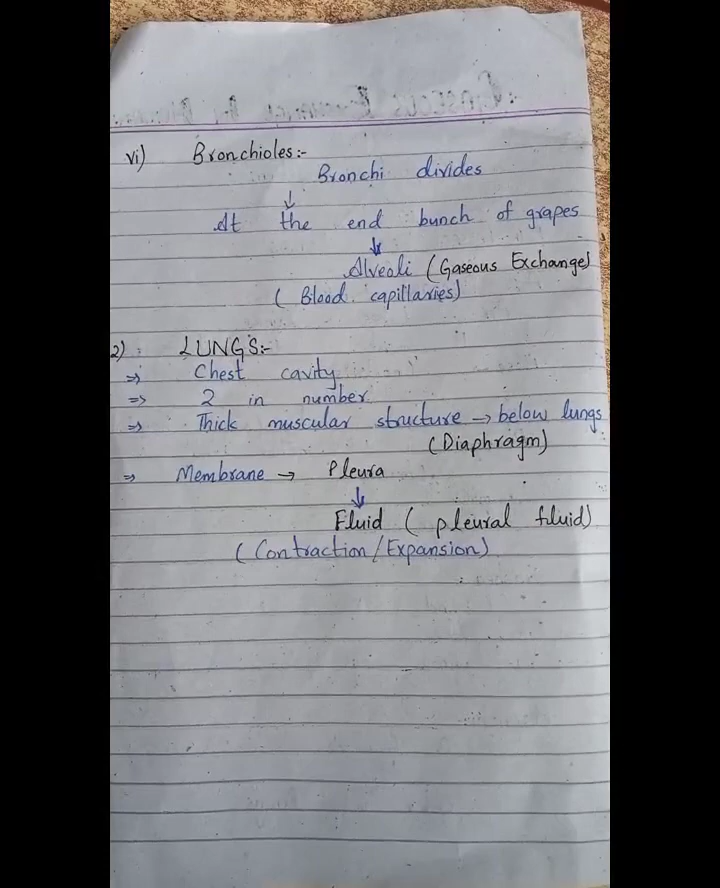 vi) Bronchioles:-
Bronchi divides
↓
At the end bunch of grapes
↓
Alveoli (Gaseous Exchange)
(Blood capillaries)
2) LUNGS:-
⇒ Chest cavity
⇒ 2 in number
⇒ Thick muscular structure → below lungs
(Diaphragm)
⇒ Membrane → Pleura
↓
Fluid (pleural fluid)
(Contraction/Expansion)